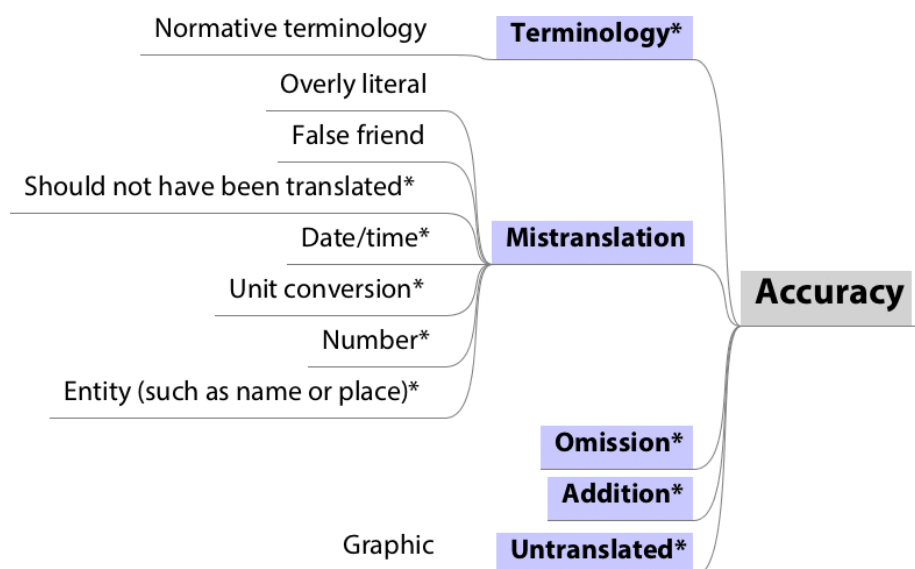 Normative terminology
Terminology*
Overly literal
False friend
Should not have been translated*
Date/time*
Mistranslation
Unit conversion*
Accuracy
Number*
Entity (such as name or place)*
Omission*
Addition*
Graphic
Untranslated*